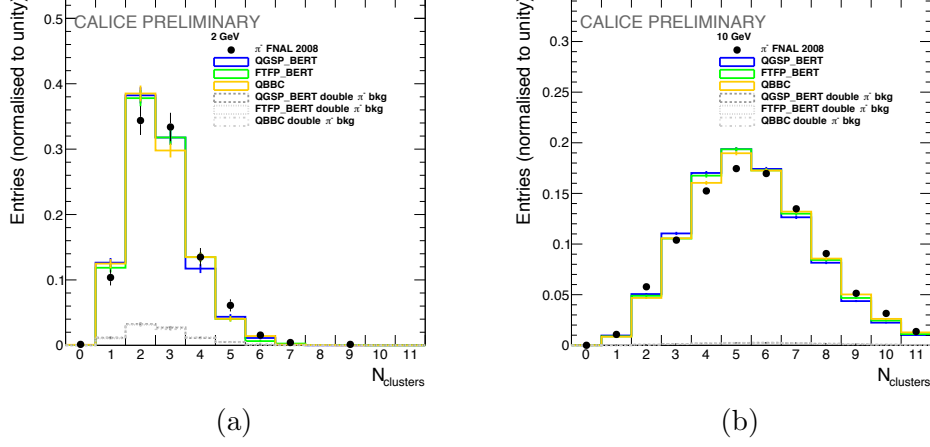 CALICE PRELIMINARY
2 GeV
π⁻ FNAL 2008
QGSP_BERT
FTFP_BERT
QBBC
QGSP_BERT double π⁻ bkg
FTFP_BERT double π⁻ bkg
QBBC double π⁻ bkg
Entries (normalised to unity)
0.5
0.4
0.3
0.2
0.1
0
0 1 2 3 4 5 6 7 8 9 10 11
N_clusters
(a)
CALICE PRELIMINARY
10 GeV
π⁻ FNAL 2008
QGSP_BERT
FTFP_BERT
QBBC
QGSP_BERT double π⁻ bkg
FTFP_BERT double π⁻ bkg
QBBC double π⁻ bkg
Entries (normalised to unity)
0.3
0.25
0.2
0.15
0.1
0.05
0
0 1 2 3 4 5 6 7 8 9 10 11
N_clusters
(b)